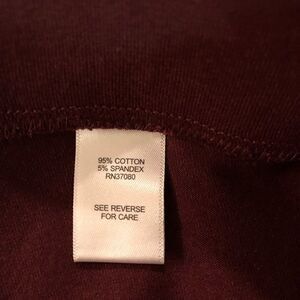 95% COTTON
5% SPANDEX
RN37080
SEE REVERSE
FOR CARE